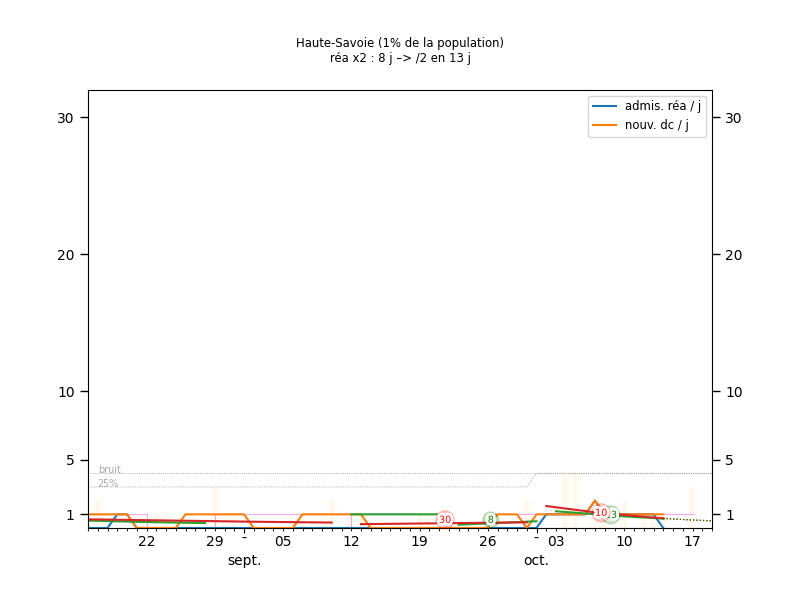 Haute-Savoie (1% de la population)
réa x2 : 8 j –> /2 en 13 j
admis. réa / j
nouv. dc / j
30 30
20 20
10 10
5 5
1 1
bruit
25%
30 8 -10
22 29 - 05 12 19 26 - 03 10 17
sept. oct.